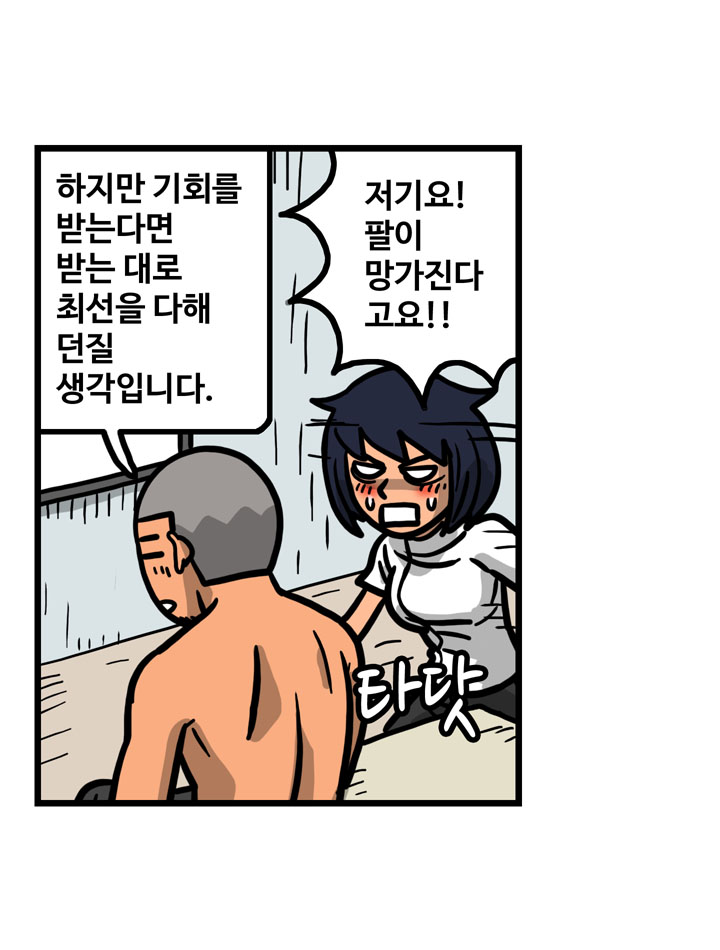 하지만 기회를
받는다면
받는 대로
최선을 다해
던질
생각입니다.
저기요!
팔이
망가진다
고요!!
타닷